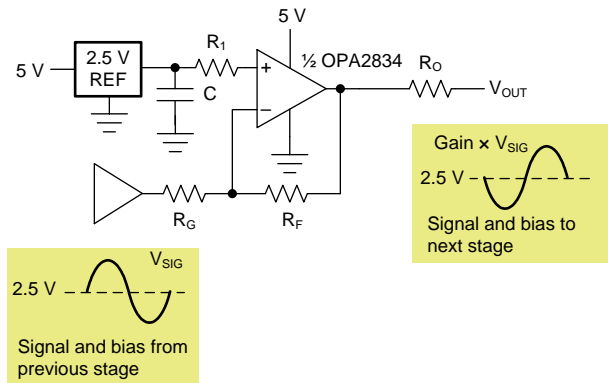 5 V
5 V
2.5 V
REF
R1
C
+
−
½ OPA2834
RO
VOUT
RG
RF
Gain × VSIG
2.5 V
Signal and bias to
next stage
VSIG
2.5 V
Signal and bias from
previous stage